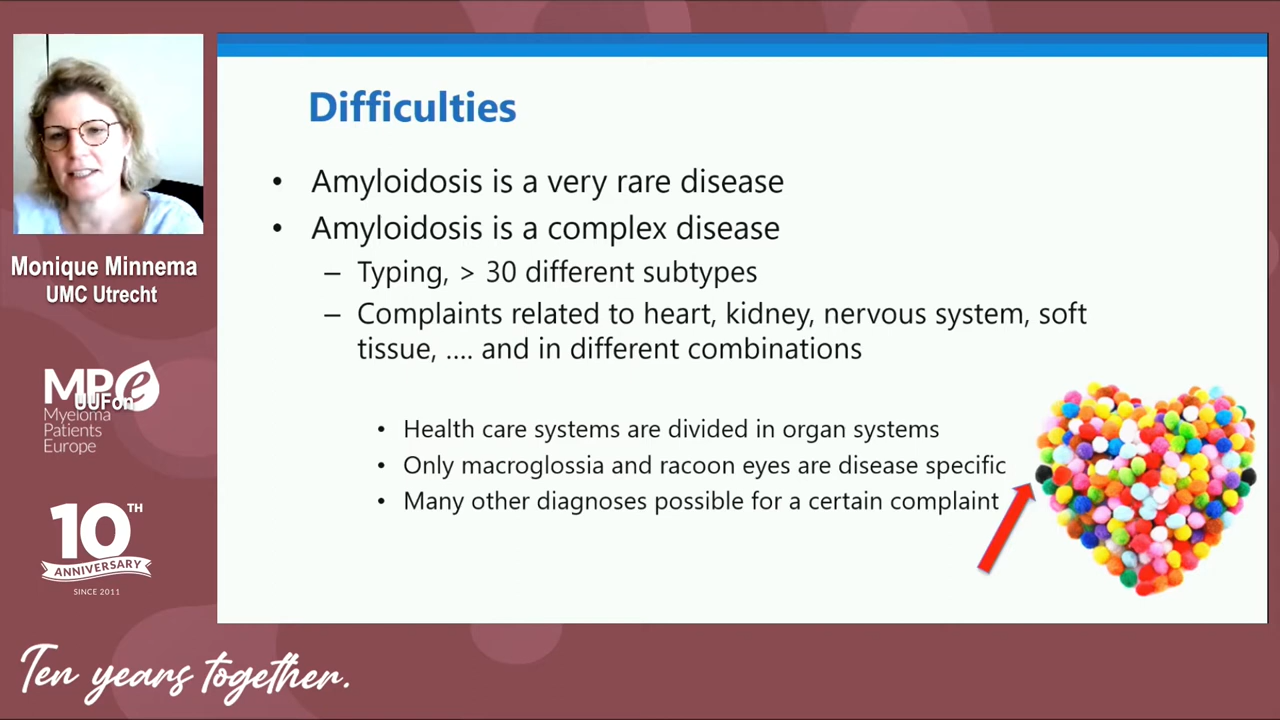 Difficulties
• Amyloidosis is a very rare disease
• Amyloidosis is a complex disease
– Typing, > 30 different subtypes
– Complaints related to heart, kidney, nervous system, soft
tissue, .... and in different combinations
• Health care systems are divided in organ systems
• Only macroglossia and racoon eyes are disease specific
• Many other diagnoses possible for a certain complaint
Monique Minnema
UMC Utrecht
MPe
UUFon
Myeloma
Patients
Europe
10TH
ANNIVERSARY
SINCE 2011
Ten years together.